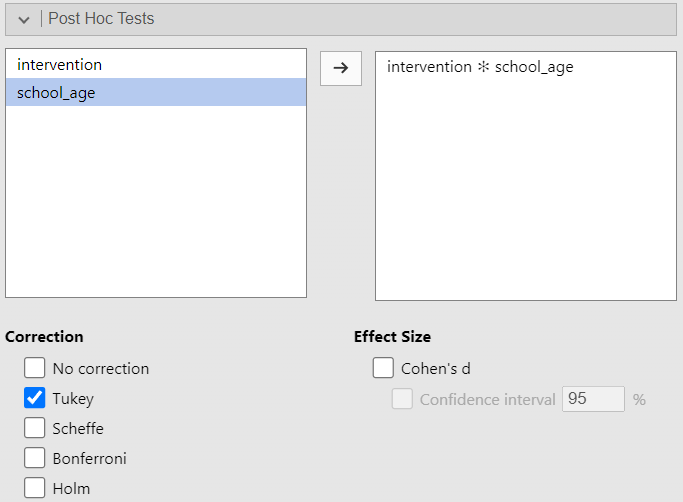 Post Hoc Tests
intervention
school_age
→
intervention ✻ school_age
Correction
No correction
Tukey
Scheffe
Bonferroni
Holm
Effect Size
Cohen's d
Confidence interval 95 %